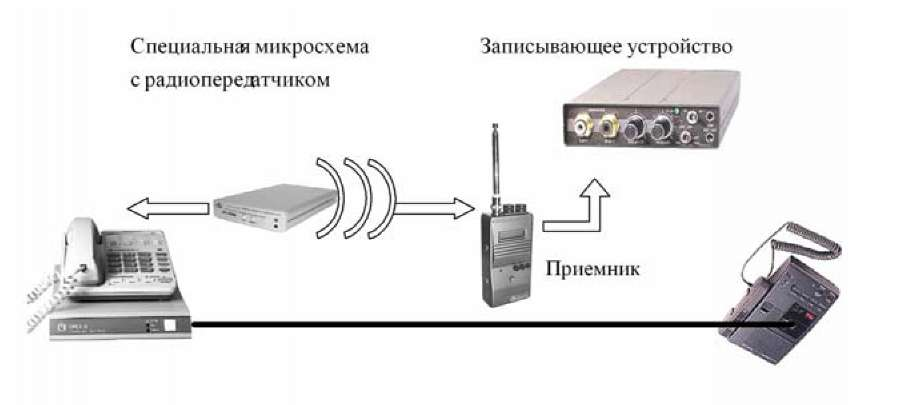 Специальная микросхема
с радиопередатчиком
Записывающее устройство
Приемник